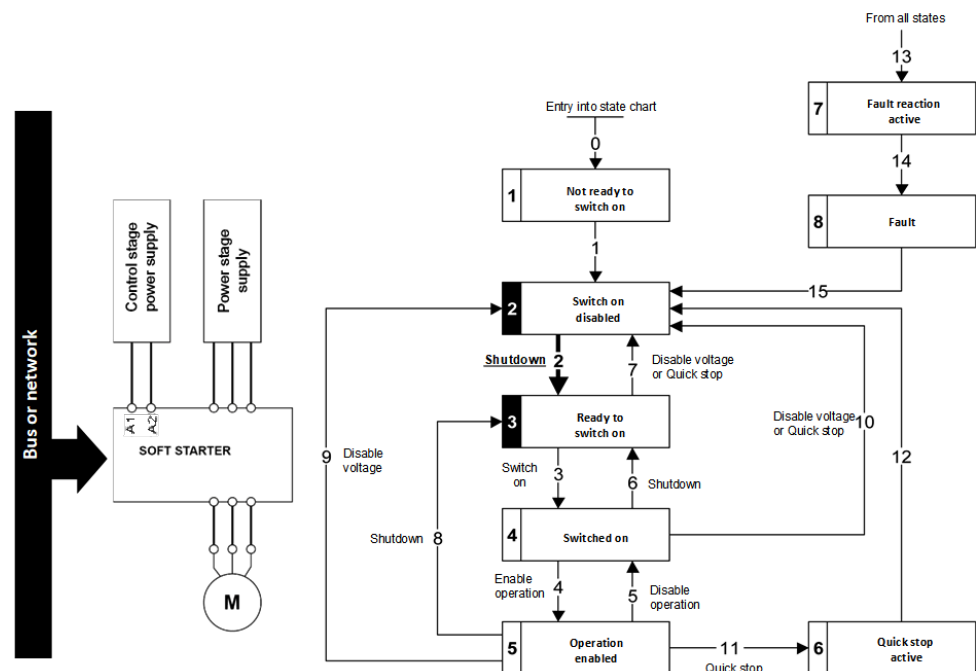 From all states
13
7
Fault reaction
active
14
8
Fault
15
Entry into state chart
0
1
Not ready to
switch on
1
2
Switch on
disabled
Shutdown
2
7
Disable voltage
or Quick stop
3
Ready to
switch on
Switch
on
3
6
Shutdown
4
Switched on
Enable
operation
4
5
Disable
operation
5
Operation
enabled
11
Quick stop
6
Quick stop
active
Disable voltage
or Quick stop
10
12
9
Disable
voltage
Shutdown
8
Bus or network
Control stage
power supply
Power stage
supply
A1
A2
SOFT STARTER
M